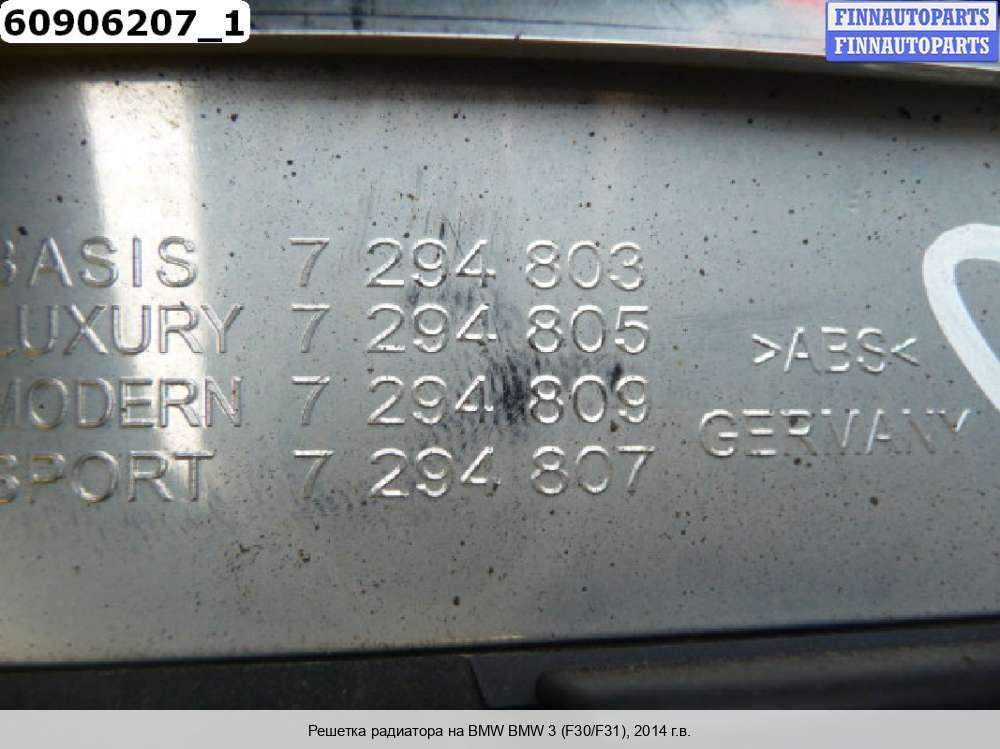 60906207_1
FINNAUTOPARTS
FINNAUTOPARTS
BASIS 7 294 803
LUXURY 7 294 805
MODERN 7 294 809
SPORT 7 294 807
>ABS<
GERMANY
Решетка радиатора на BMW BMW 3 (F30/F31), 2014 г.в.